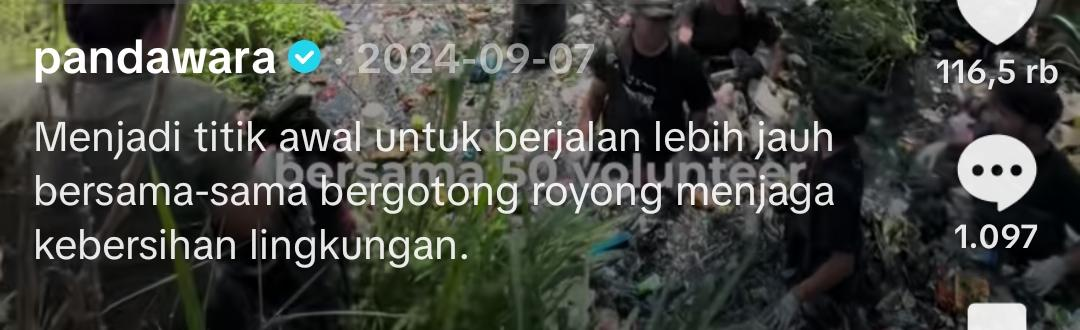 pandawara · 2024-09-07
116,5 rb
Menjadi titik awal untuk berjalan lebih jauh
bersama 50 volunteer
bersama-sama bergotong royong menjaga
kebersihan lingkungan.
1.097